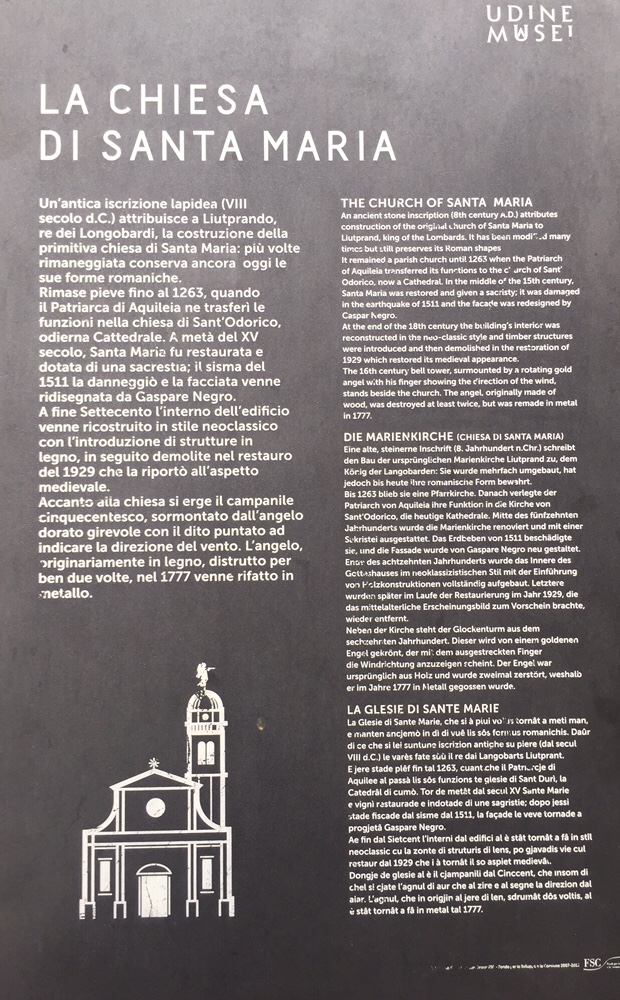 UDINE
MUSEI
LA CHIESA
DI SANTA MARIA
Un'antica iscrizione lapidea (VIII
secolo d.C.) attribuisce a Liutprando,
re dei Longobardi, la costruzione della
primitiva chiesa di Santa Maria: più volte
rimaneggiata conserva ancora oggi le
sue forme romaniche.
Rimase pieve fino al 1263, quando
il Patriarca di Aquileia ne trasferì le
funzioni nella chiesa di Sant'Odorico,
odierna Cattedrale. A metà del XV
secolo, Santa Maria fu restaurata e
dotata di una sacrestia; il sisma del
1511 la danneggiò e la facciata venne
ridisegnata da Gaspare Negro.
A fine Settecento l'interno dell'edificio
venne ricostruito in stile neoclassico
con l'introduzione di strutture in
legno, in seguito demolite nel restauro
del 1929 che la riportò all'aspetto
medievale.
Accanto alla chiesa si erge il campanile
cinquecentesco, sormontato dall'angelo
dorato girevole con il dito puntato ad
indicare la direzione del vento. L'angelo,
originariamente in legno, distrutto per
ben due volte, nel 1777 venne rifatto in
metallo.
THE CHURCH OF SANTA MARIA
An ancient stone inscription (8th century A.D.) attributes
construction of the original church of Santa Maria to
Liutprand, king of the Lombards. It has been modified many
times but still preserves its Roman shapes
It remained a parish church until 1263 when the Patriarch
of Aquileia transferred its functions to the church of Sant'
Odorico, now a Cathedral. In the middle of the 15th century,
Santa Maria was restored and given a sacristy; it was damaged
in the earthquake of 1511 and the façade was redesigned by
Caspar Negro.
At the end of the 18th century the building's interior was
reconstructed in the neo-classic style and timber structures
were introduced and then demolished in the restoration of
1929 which restored its medieval appearance.
The 16th century bell tower, surmounted by a rotating gold
angel with his finger showing the direction of the wind,
stands beside the church. The angel, originally made of
wood, was destroyed at least twice, but was remade in metal
in 1777.
DIE MARIENKIRCHE (CHIESA DI SANTA MARIA)
Eine alte, steinerne Inschrift (8. Jahrhundert n.Chr.) schreibt
den Bau der ursprünglichen Marienkirche Liutprand zu, dem
König der Langobarden: Sie wurde mehrfach umgebaut, hat
jedoch bis heute ihre romanische Form bewahrt.
Bis 1263 blieb sie eine Pfarrkirche. Danach verlegte der
Patriarch von Aquileia ihre Funktion in die Kirche von
Sant'Odorico, die heutige Kathedrale. Mitte des fünfzehnten
Jahrhunderts wurde die Marienkirche renoviert und mit einer
Sakristei ausgestattet. Das Erdbeben von 1511 beschädigte
sie, und die Fassade wurde von Gaspare Negro neu gestaltet.
Ende des achtzehnten Jahrhunderts wurde das Innere des
Gotteshauses im neoklassizistischen Stil mit der Einführung
von Holzkonstruktionen vollständig aufgebaut. Letztere
wurden später im Laufe der Restaurierung im Jahr 1929, die
das mittelalterliche Erscheinungsbild zum Vorschein brachte,
wieder entfernt.
Neben der Kirche steht der Glockenturm aus dem
sechzehnten Jahrhundert. Dieser wird von einem goldenen
Engel gekrönt, der mit dem ausgestreckten Finger
die Windrichtung anzuzeigen scheint. Der Engel war
ursprünglich aus Holz und wurde zweimal zerstört, weshalb
er im Jahre 1777 in Metall gegossen wurde.
LA GLESIE DI SANTE MARIE
La Glesie di Sante Marie, che si à plui voltis tornât a meti man,
e manten ancjemò in dì di vuê lis sôs formis romanichis. Daûr
di ce che si lei suntune iscrizion antighe su piere (dal secul
VIII d.C.) le varès fate sùù il re dai Langobarts Liutprant.
E jere stade plêf fin tal 1263, cuant che il Patriarcje di
Aquilee al passà lis sôs funzions te glesie di Sant Durì, la
Catedrâl di cumò. Tor de metât dal secul XV Sante Marie
e vignì restaurade e indotade di une sagristie; dopo jessi
stade fiscade dal sisme dal 1511, la façade le veve tornade a
progjetâ Gaspare Negro.
Ae fin dal Sietcent l'interni dal edifici al è stât tornât a fâ in stîl
neoclassic cu la zonte di struturis di lens, po gjavadis vie cul
restaur dal 1929 che i à tornât il so aspiet medievâl.
Dongje de glesie al è il cjampanili dal Cinccent, che insom di
chel si cjate l'agnul di aur che al zire e al segne la direzion dal
aiar. L'agnul, che in origjin al jere di len, sdrumât dôs voltis, al
è stât tornât a fâ in metal tal 1777.
FSC